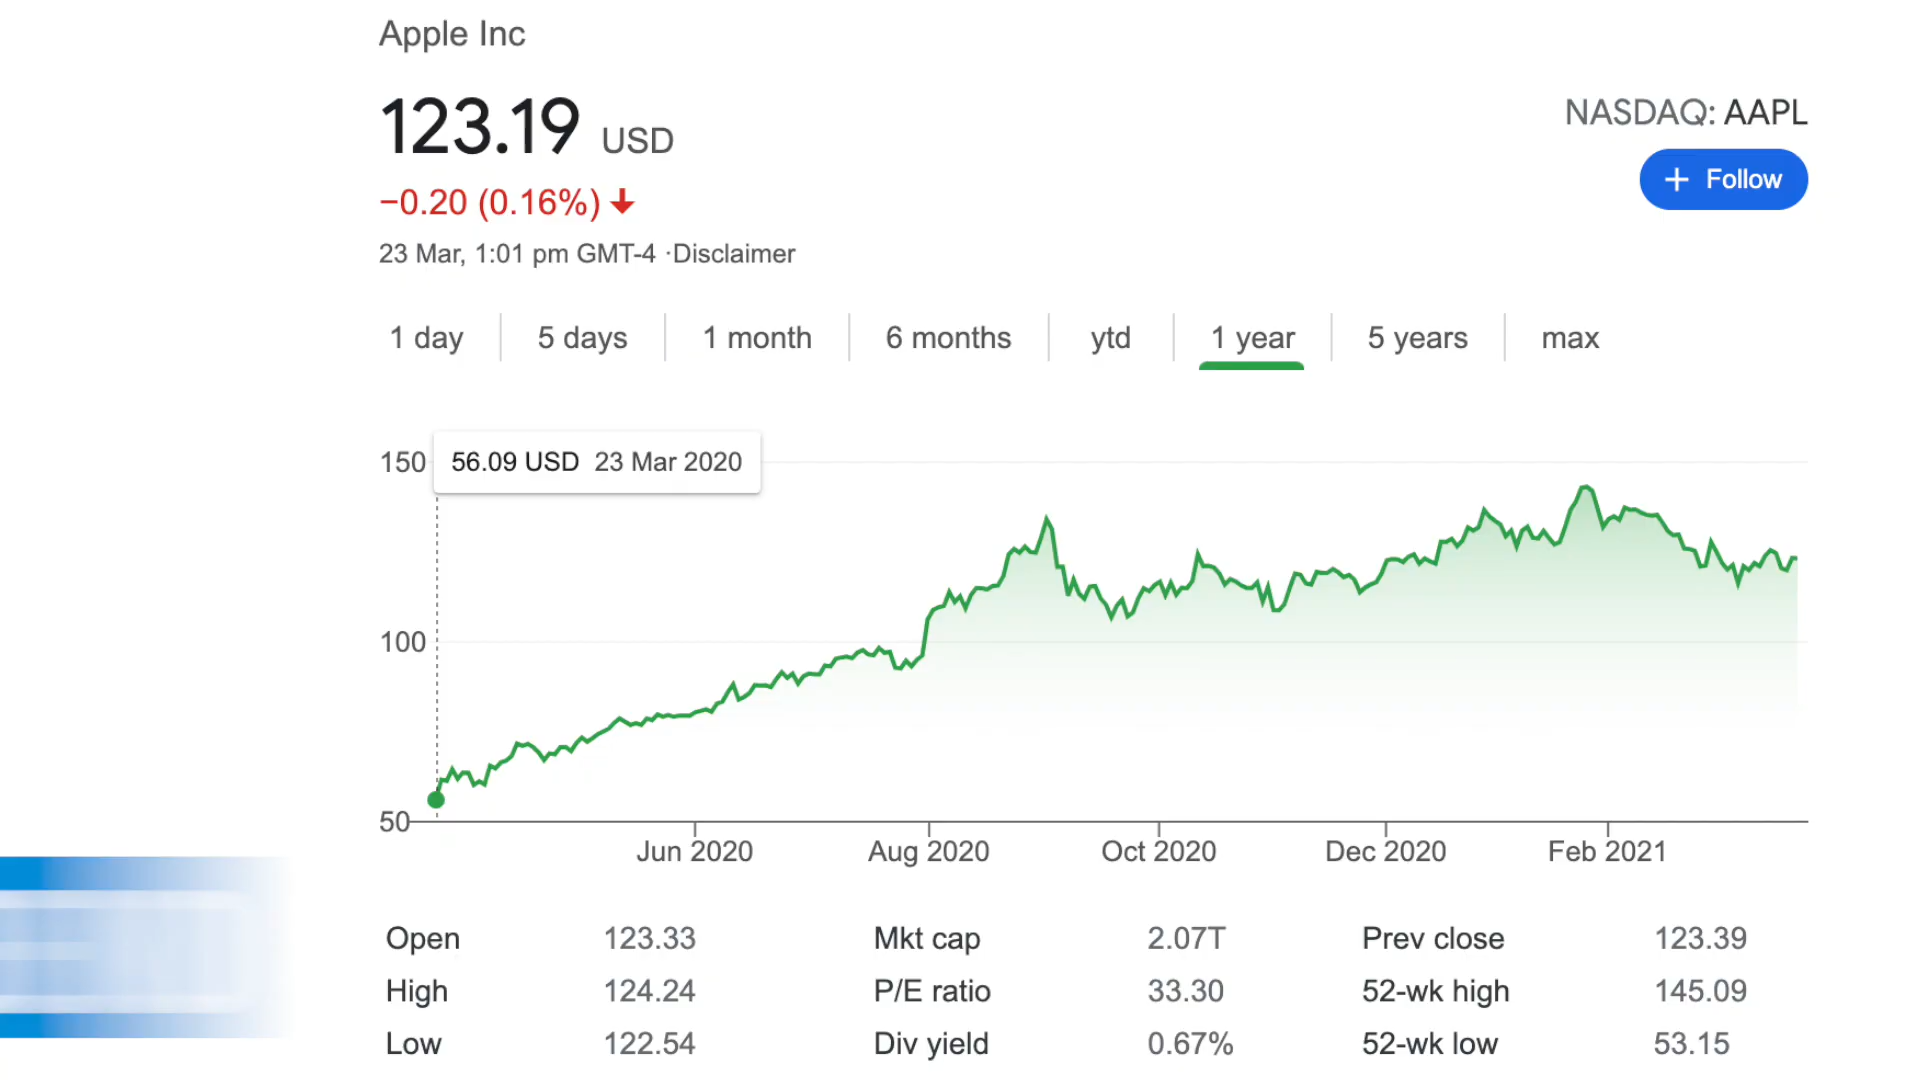 Apple Inc
123.19 USD
NASDAQ: AAPL
+ Follow
−0.20 (0.16%)
23 Mar, 1:01 pm GMT-4 ·Disclaimer
1 day 5 days 1 month 6 months ytd 1 year 5 years max
56.09 USD 23 Mar 2020
150
100
50
Jun 2020 Aug 2020 Oct 2020 Dec 2020 Feb 2021
Open 123.33 Mkt cap 2.07T Prev close 123.39
High 124.24 P/E ratio 33.30 52-wk high 145.09
Low 122.54 Div yield 0.67% 52-wk low 53.15